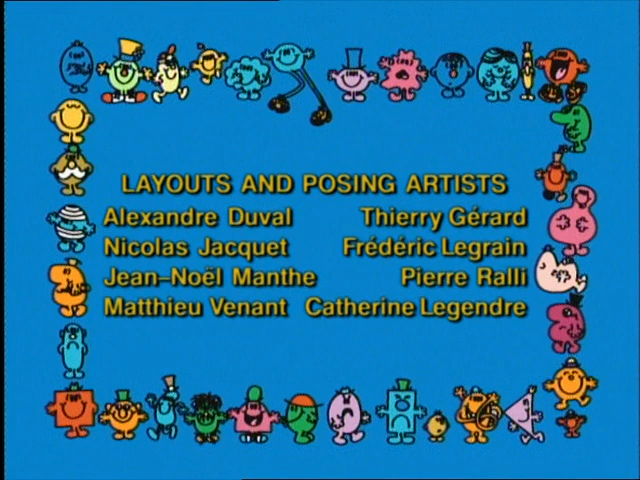 LAYOUTS AND POSING ARTISTS
Alexandre Duval Thierry Gérard
Nicolas Jacquet Frédéric Legrain
Jean-Noël Manthe Pierre Ralli
Matthieu Venant Catherine Legendre